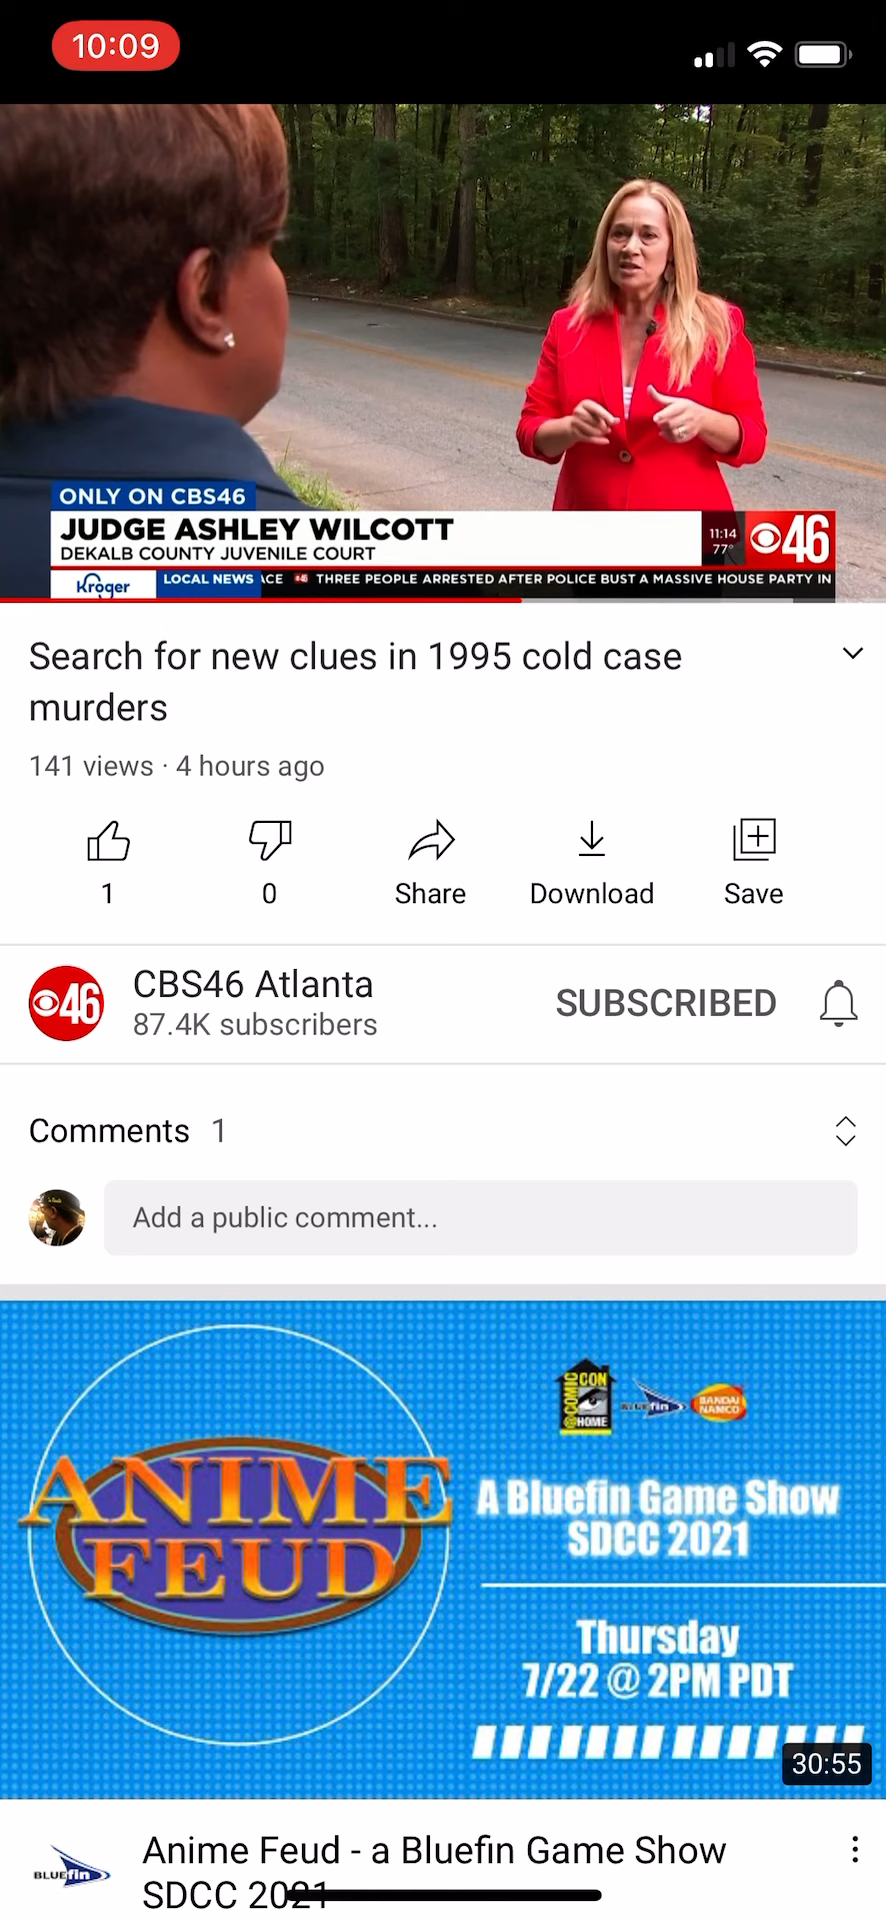 10:09
ONLY ON CBS46
JUDGE ASHLEY WILCOTT
DEKALB COUNTY JUVENILE COURT
11:14
77°
46
Kroger
LOCAL NEWS ACE 46 THREE PEOPLE ARRESTED AFTER POLICE BUST A MASSIVE HOUSE PARTY IN
Search for new clues in 1995 cold case
murders
141 views · 4 hours ago
1
0
Share
Download
Save
46
CBS46 Atlanta
87.4K subscribers
SUBSCRIBED
Comments 1
Add a public comment...
ANIME
FEUD
COMIC
CON
@HOME
BLUEfin
BANDAI
NAMCO
A Bluefin Game Show
SDCC 2021
Thursday
7/22 @ 2PM PDT
30:55
BLUEfin
Anime Feud - a Bluefin Game Show
SDCC 2021